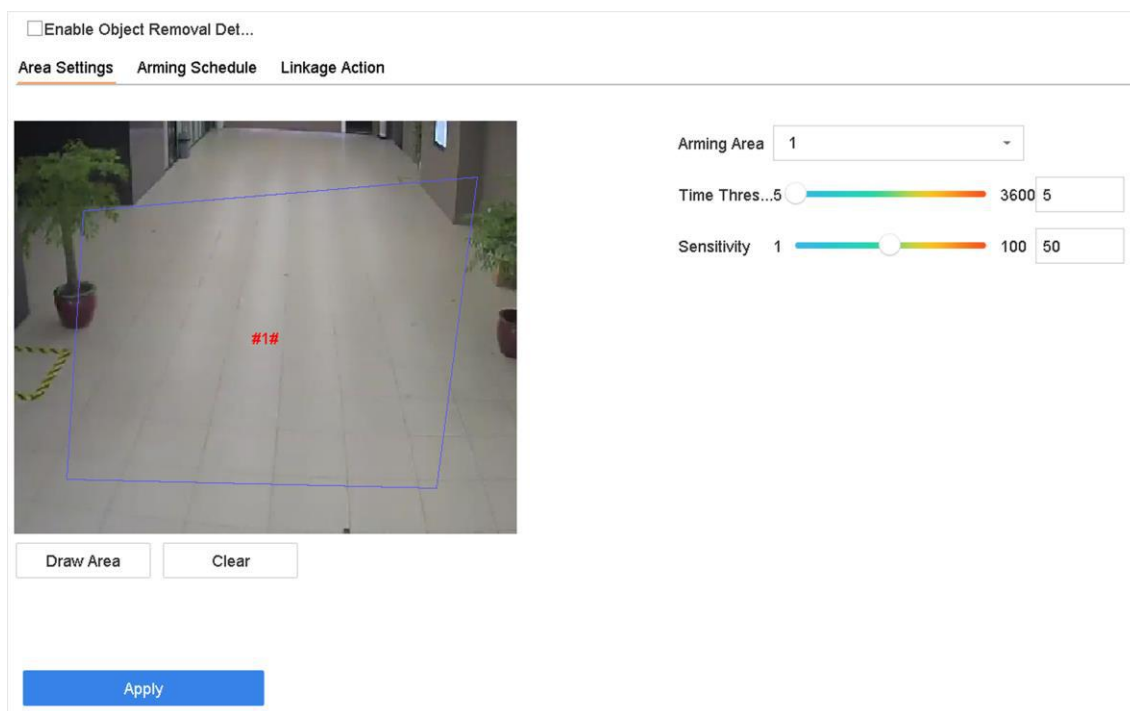 Enable Object Removal Det...
Area Settings Arming Schedule Linkage Action
Arming Area 1
Time Thres...5 3600 5
Sensitivity 1 100 50
#1#
Draw Area Clear
Apply